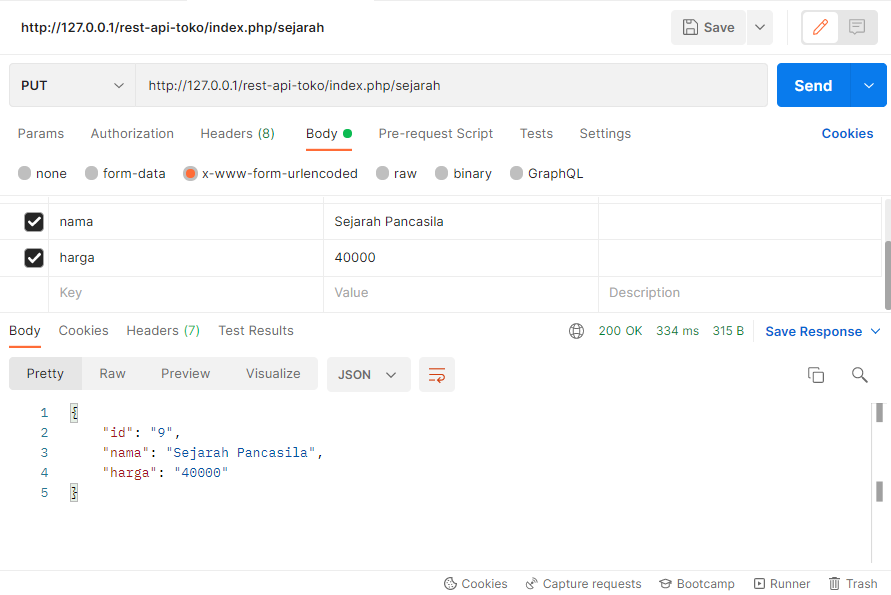 http://127.0.0.1/rest-api-toko/index.php/sejarah Save
PUT http://127.0.0.1/rest-api-toko/index.php/sejarah Send
Params Authorization Headers (8) Body Pre-request Script Tests Settings Cookies
none form-data x-www-form-urlencoded raw binary GraphQL
nama Sejarah Pancasila
harga 40000
Key Value Description
Body Cookies Headers (7) Test Results 200 OK 334 ms 315 B Save Response
Pretty Raw Preview Visualize JSON
1 {
2 "id": "9",
3 "nama": "Sejarah Pancasila",
4 "harga": "40000"
5 }
Cookies Capture requests Bootcamp Runner Trash